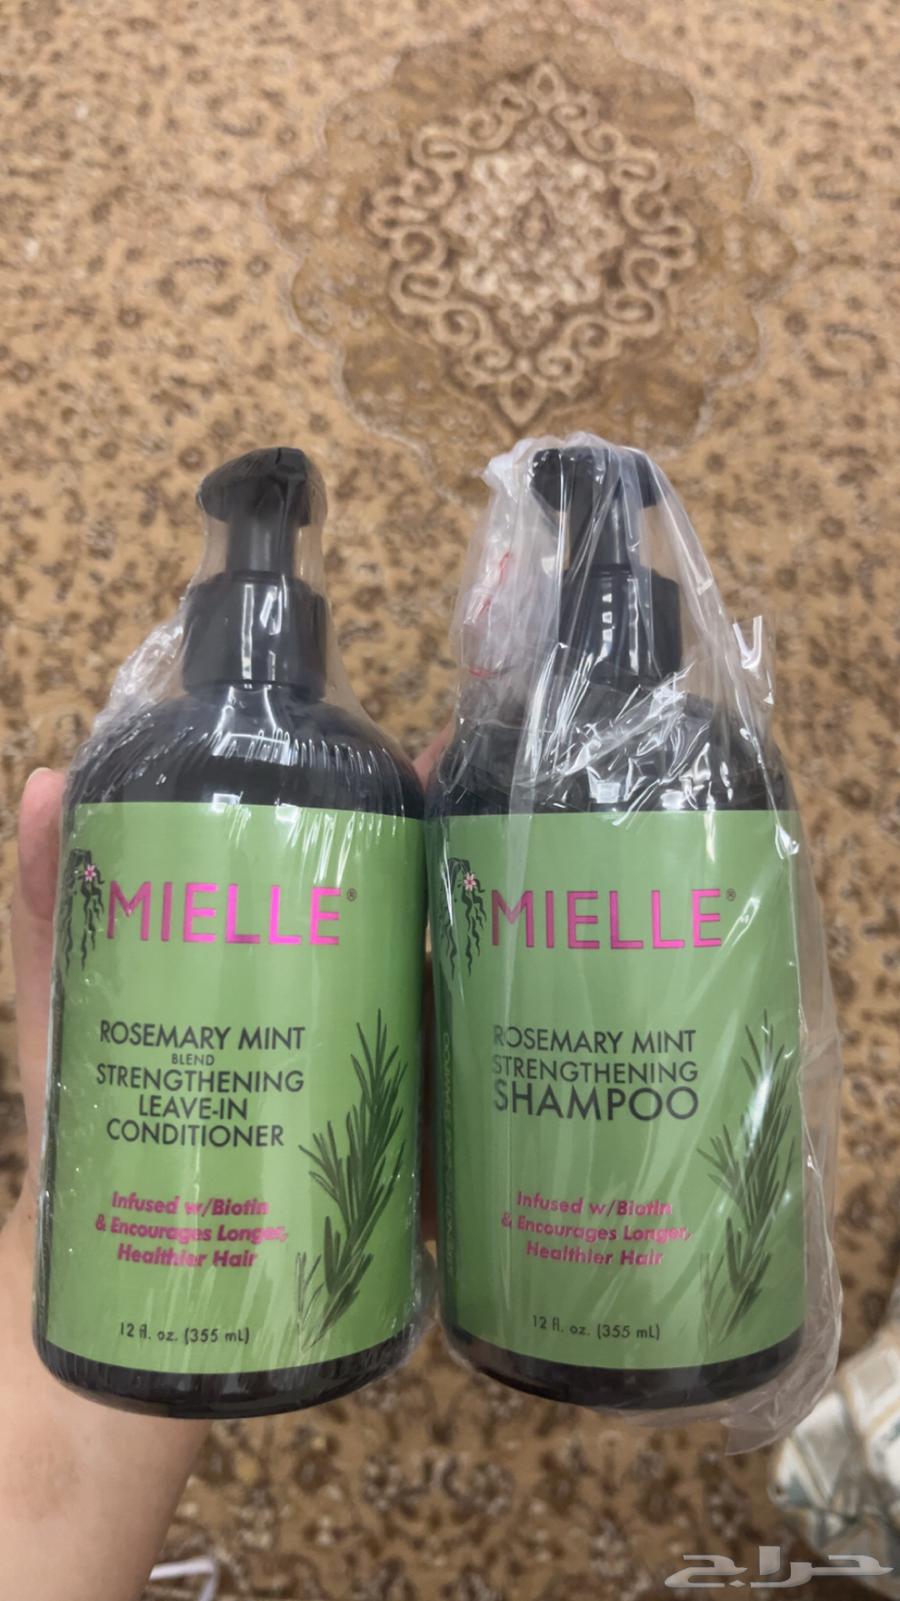 MIELLE®
ROSEMARY MINT
BLEND
STRENGTHENING
LEAVE-IN
CONDITIONER
Infused w/Biotin
& Encourages Longer,
Healthier Hair
12 fl. oz. (355 mL)
MIELLE®
ROSEMARY MINT
STRENGTHENING
SHAMPOO
Infused w/Biotin
& Encourages Longer,
Healthier Hair
12 fl. oz. (355 mL)
حراج